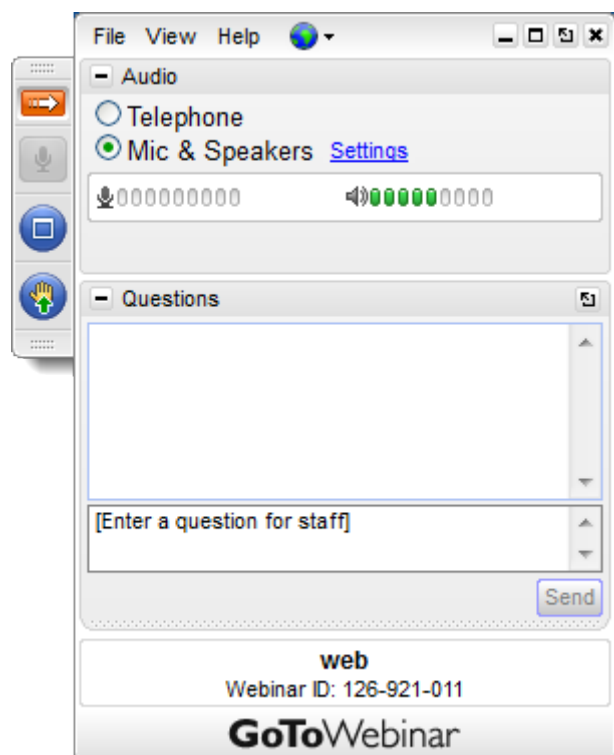 File View Help
Audio
Telephone
Mic & Speakers Settings
Questions
[Enter a question for staff]
Send
web
Webinar ID: 126-921-011
GoToWebinar